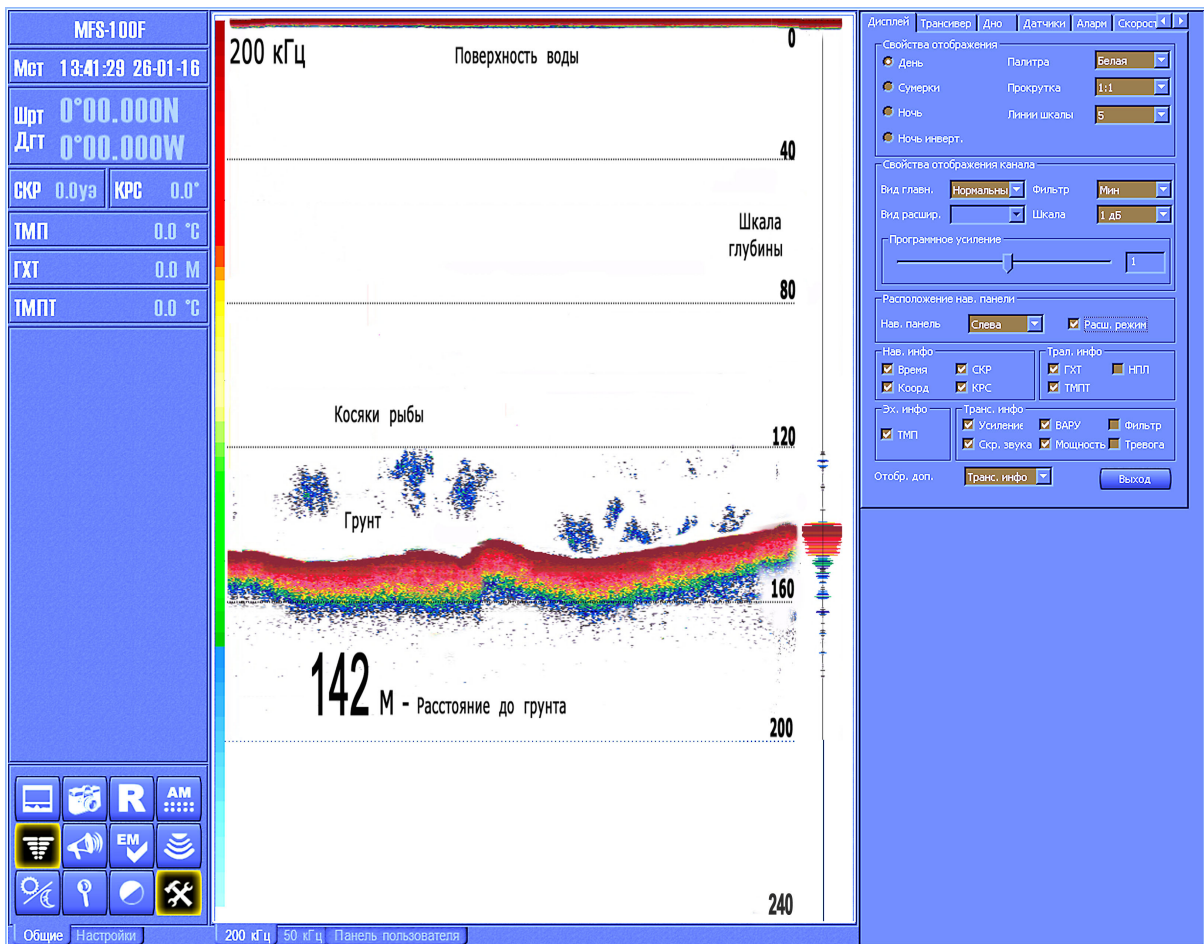 MFS-100F
Мст 13:41:29 26-01-16
Шрт 0°00.000N
Дгт 0°00.000W
СКР 0.0уз КРС 0.0°
ТМП 0.0 °C
ГХТ 0.0 М
ТМПТ 0.0 °C
R
AM
EM
Общие Настройки
200 кГц
Поверхность воды
0
40
Шкала
глубины
80
Косяки рыбы
120
Грунт
160
142 м - Расстояние до грунта
200
240
200 кГц 50 кГц Панель пользователя
Дисплей Трансивер Дно Датчики Аларм Скорост
Свойства отображения
День Палитра Белая
Сумерки Прокрутка 1:1
Ночь Линии шкалы 5
Ночь инверт.
Свойства отображения канала
Вид главн. Нормальны Фильтр Мин
Вид расшир. Шкала 1 дБ
Программное усиление
1
Расположение нав. панели
Нав. панель Слева Расш. режим
Нав. инфо Трал. инфо
Время СКР ГХТ НПЛ
Коорд КРС ТМПТ
Эх. инфо Транс. инфо
ТМП Усиление ВАРУ Фильтр
Скр. звука Мощность Тревога
Отобр. доп. Транс. инфо Выход